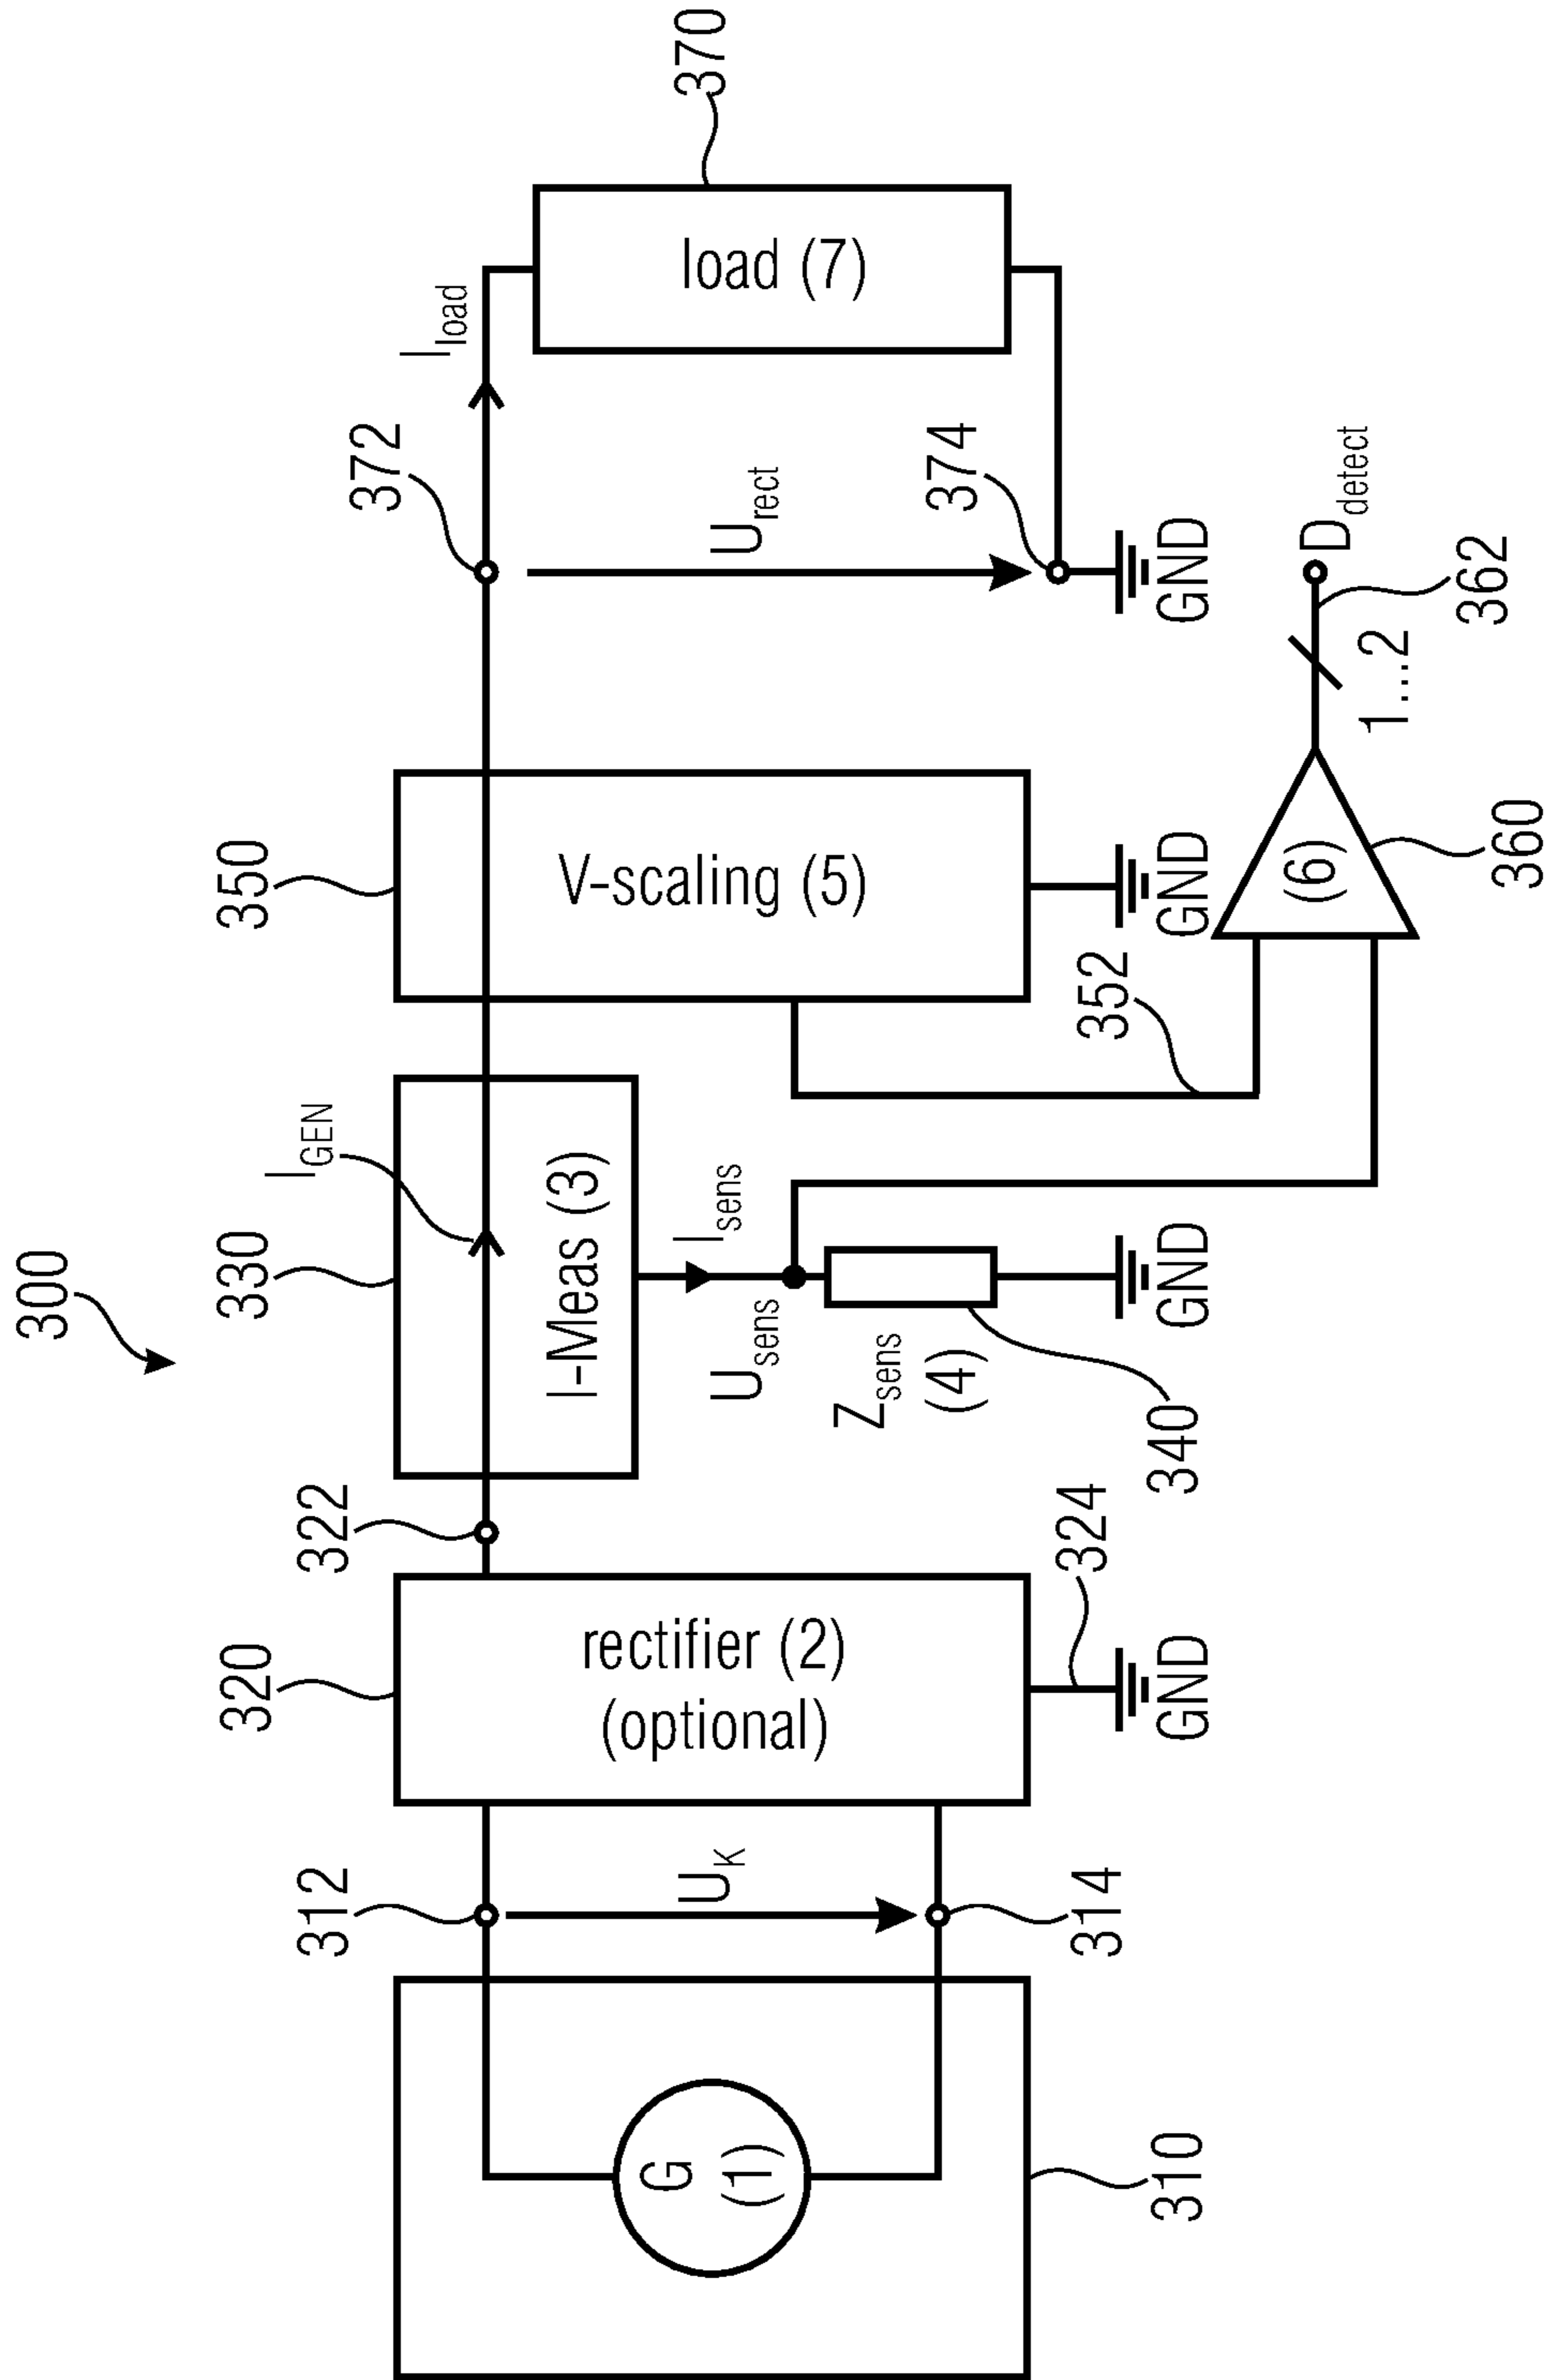 300
310
G
(1)
312
314
U_K
320
rectifier (2)
(optional)
322
324
GND
330
I_GEN
I-Meas (3)
I_sens
U_sens
Z_sens
(4)
340
GND
350
V-scaling (5)
352
GND
(6)
360
1...2
362
D_detect
372
U_rect
374
GND
I_load
load (7)
370